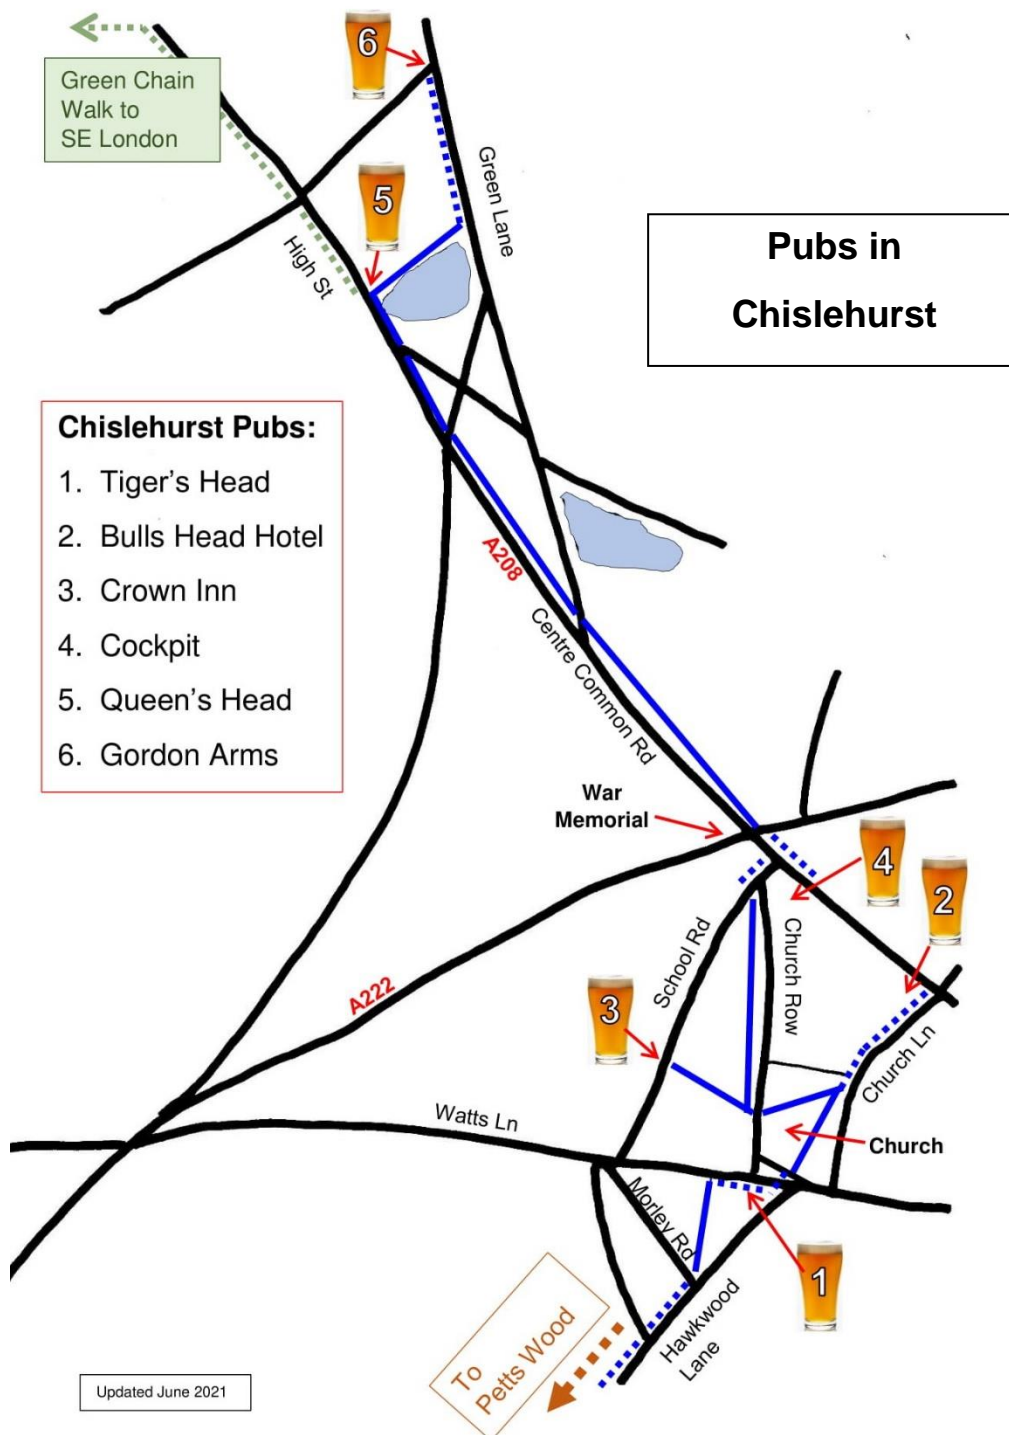 6
Green Chain
Walk to
SE London
5
Green Lane
High St
Pubs in
Chislehurst
Chislehurst Pubs:
1. Tiger's Head
2. Bulls Head Hotel
3. Crown Inn
4. Cockpit
5. Queen's Head
6. Gordon Arms
A208
Centre Common Rd
War
Memorial
4
2
School Rd
Church Row
A222
3
Church Ln
Watts Ln
Church
Morley Rd
1
Hawkwood
Lane
To
Petts Wood
Updated June 2021